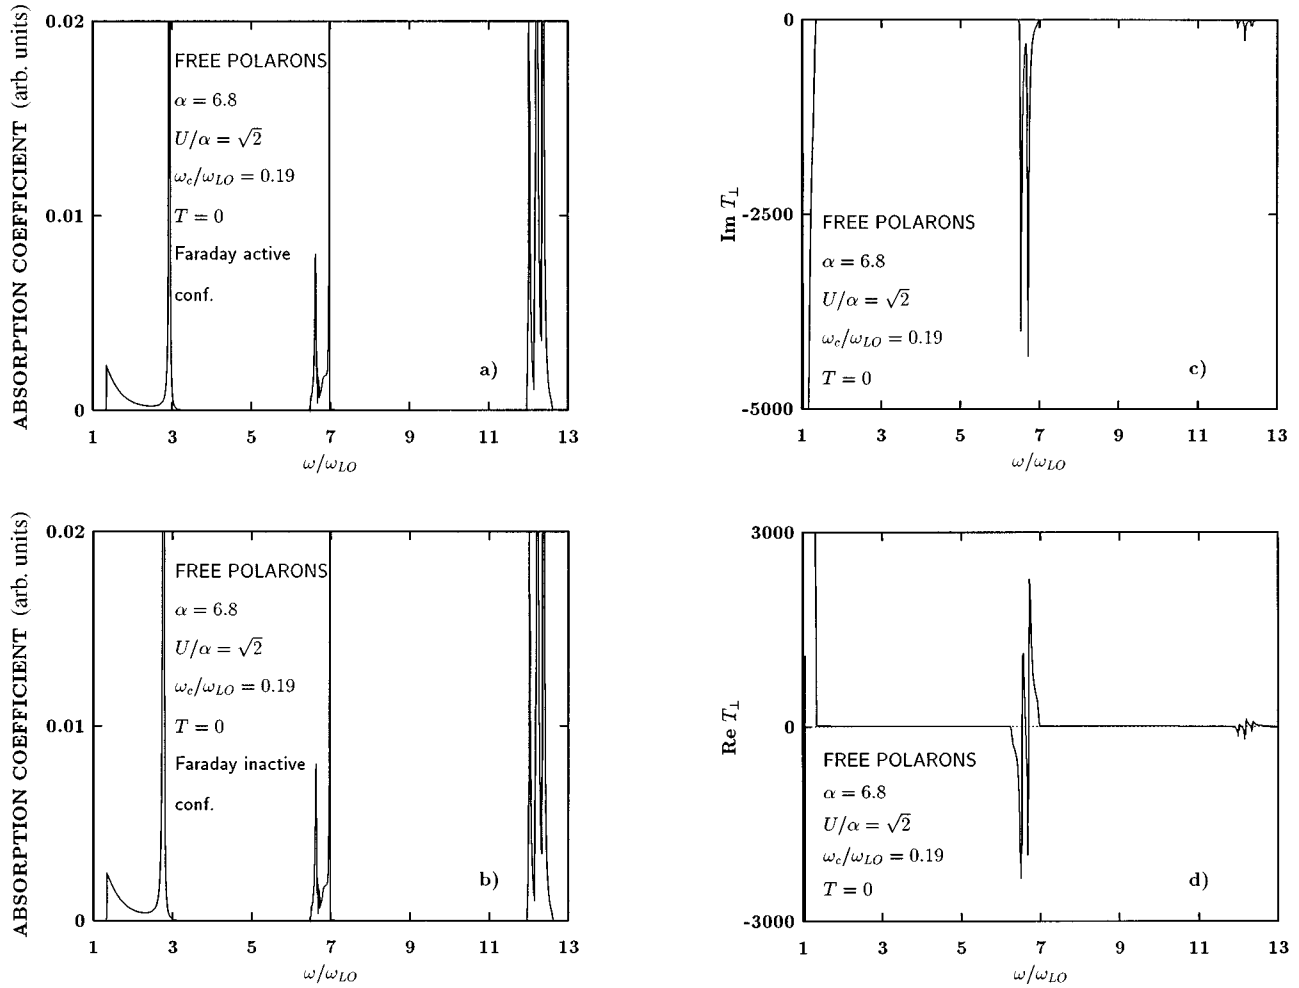 ABSORPTION COEFFICIENT (arb. units)
0.02
0.01
0
FREE POLARONS
α = 6.8
U/α = √2
ω_c/ω_LO = 0.19
T = 0
Faraday active
conf.
a)
1 3 5 7 9 11 13
ω/ω_LO
Im T_⊥
0
-2500
-5000
FREE POLARONS
α = 6.8
U/α = √2
ω_c/ω_LO = 0.19
T = 0
c)
1 3 5 7 9 11 13
ω/ω_LO
ABSORPTION COEFFICIENT (arb. units)
0.02
0.01
0
FREE POLARONS
α = 6.8
U/α = √2
ω_c/ω_LO = 0.19
T = 0
Faraday inactive
conf.
b)
1 3 5 7 9 11 13
ω/ω_LO
Re T_⊥
3000
0
-3000
FREE POLARONS
α = 6.8
U/α = √2
ω_c/ω_LO = 0.19
T = 0
d)
1 3 5 7 9 11 13
ω/ω_LO